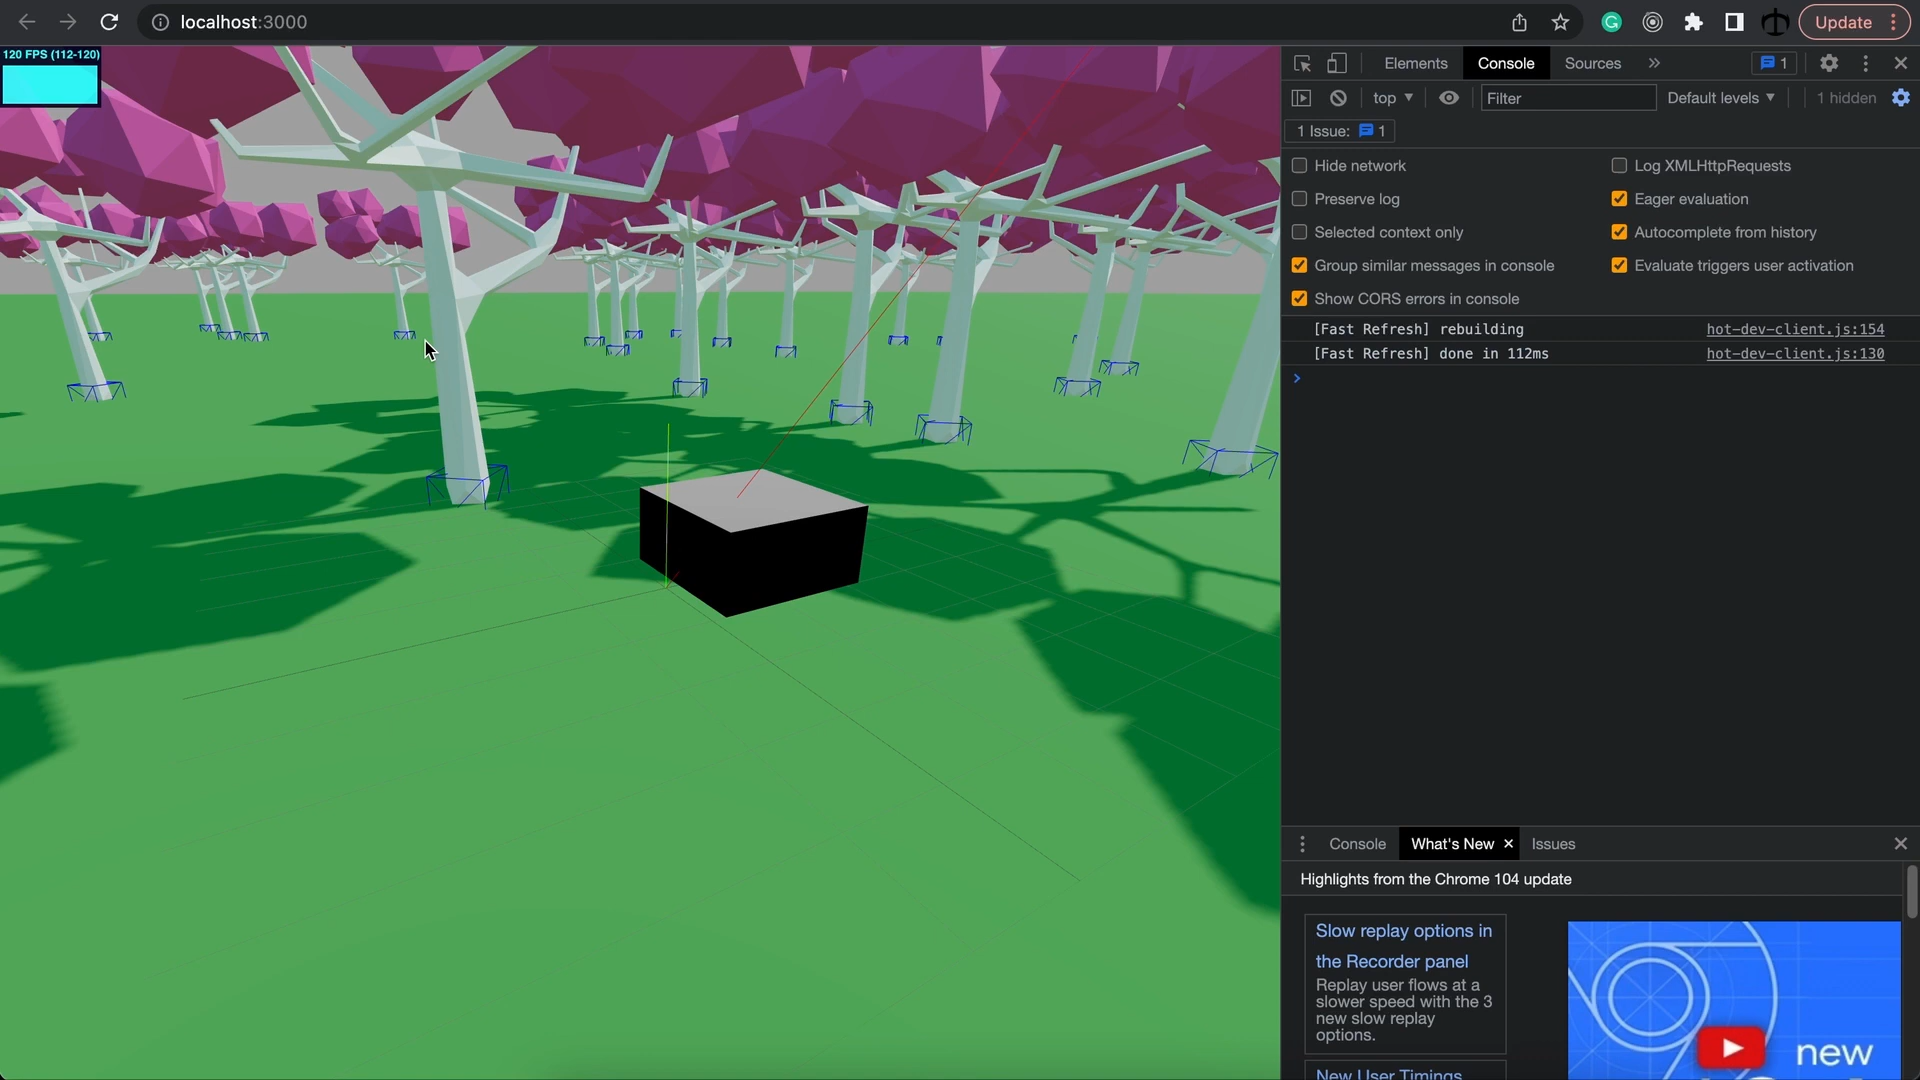 localhost:3000
Update
120 FPS (112-120)
Elements
Console
Sources
1
top
Filter
Default levels
1 hidden
1 Issue:
1
Hide network
Log XMLHttpRequests
Preserve log
Eager evaluation
Selected context only
Autocomplete from history
Group similar messages in console
Evaluate triggers user activation
Show CORS errors in console
[Fast Refresh] rebuilding
hot-dev-client.js:154
[Fast Refresh] done in 112ms
hot-dev-client.js:130
Console
What's New
Issues
Highlights from the Chrome 104 update
Slow replay options in
the Recorder panel
Replay user flows at a
slower speed with the 3
new slow replay
options.
New User Timings
new